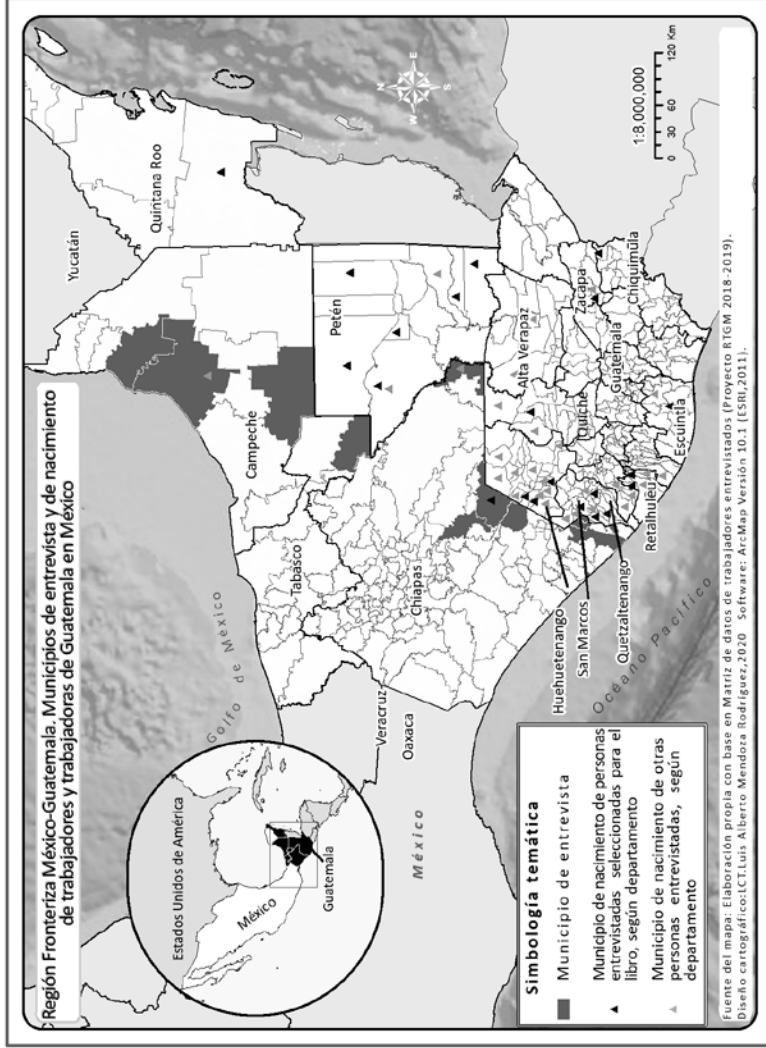 Región Fronteriza México-Guatemala. Municipios de entrevista y de nacimiento
de trabajadores y trabajadoras de Guatemala en México
Estados Unidos de América
México
Guatemala
Golfo de México
Yucatán
Quintana Roo
Campeche
Tabasco
Veracruz
Oaxaca
México
Chiapas
Petén
Alta Verapaz
Quiche
Zacapa
Guatemala
Chiquimula
Escuintla
Retalhuleu
Huehuetenango
San Marcos
Quetzaltenango
Océano Pacífico
N
W
E
S
1:8,000,000
0 30 60 120 Km
Simbología temática
Municipio de entrevista
Municipio de nacimiento de personas
entrevistadas seleccionadas para el
libro, según departamento
Municipio de nacimiento de otras
personas entrevistadas, según
departamento
Fuente del mapa: Elaboración propia con base en Matriz de datos de trabajadores entrevistados (Proyecto RTGM 2018-2019).
Diseño cartográfico:LCT.Luis Alberto Mendoza Rodríguez,2020 Software: ArcMap Versión 10.1 (ESRI,2011).